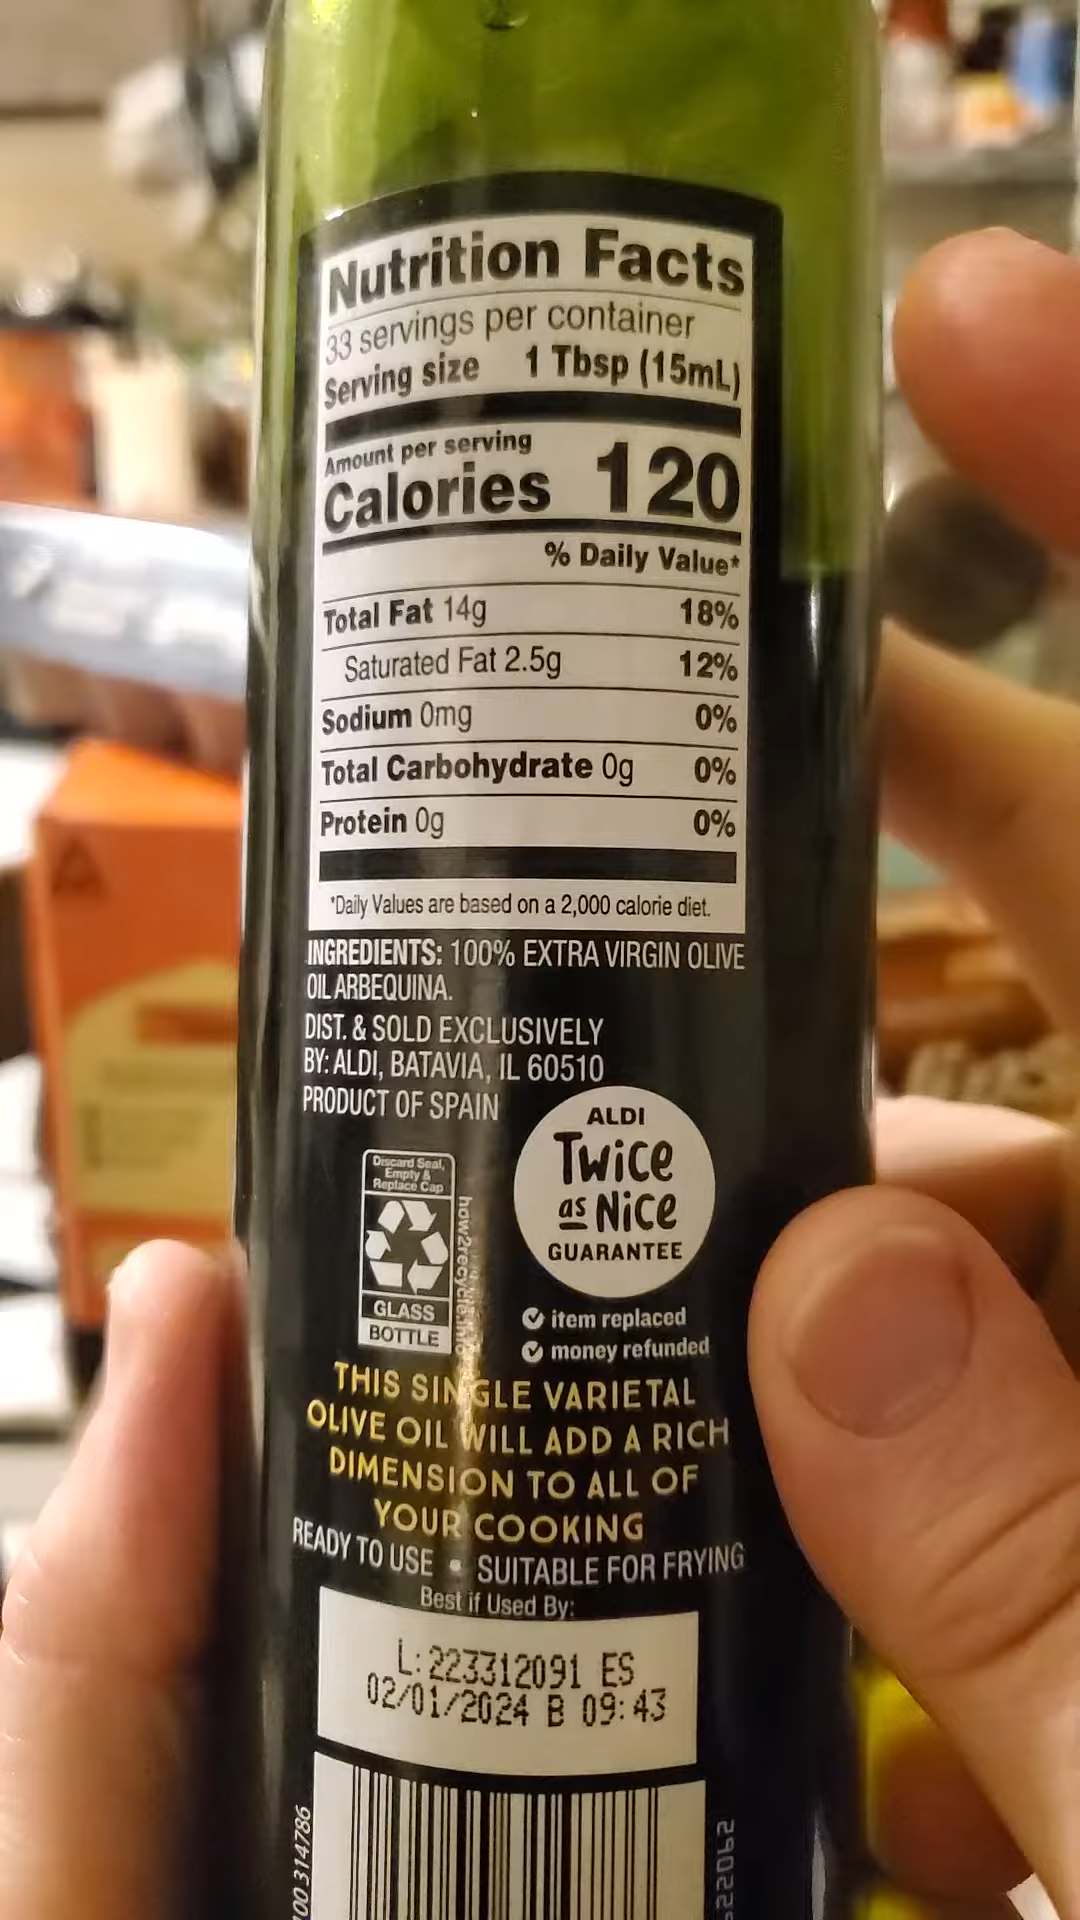 Nutrition Facts
33 servings per container
Serving size 1 Tbsp (15mL)
Amount per serving
Calories 120
% Daily Value*
Total Fat 14g 18%
Saturated Fat 2.5g 12%
Sodium 0mg 0%
Total Carbohydrate 0g 0%
Protein 0g 0%
*Daily Values are based on a 2,000 calorie diet.
INGREDIENTS: 100% EXTRA VIRGIN OLIVE
OIL ARBEQUINA.
DIST. & SOLD EXCLUSIVELY
BY: ALDI, BATAVIA, IL 60510
PRODUCT OF SPAIN
Discard Seal,
Empty &
Replace Cap
GLASS
BOTTLE
ALDI
Twice
as Nice
GUARANTEE
item replaced
money refunded
THIS SINGLE VARIETAL
OLIVE OIL WILL ADD A RICH
DIMENSION TO ALL OF
YOUR COOKING
READY TO USE • SUITABLE FOR FRYING
Best if Used By:
L:223312091 ES
02/01/2024 B 09:43